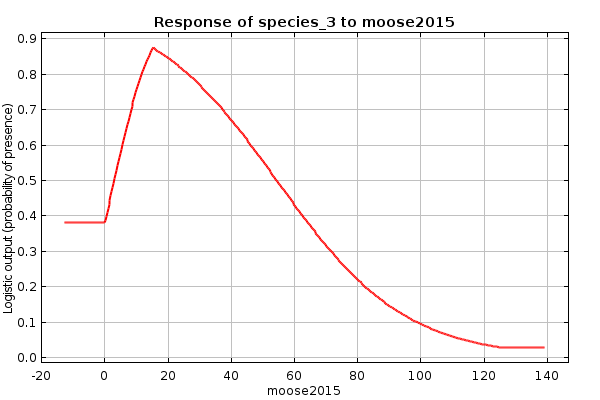 Response of species_3 to moose2015
Logistic output (probability of presence)
0.9
0.8
0.7
0.6
0.5
0.4
0.3
0.2
0.1
0.0
-20 0 20 40 60 80 100 120 140
moose2015